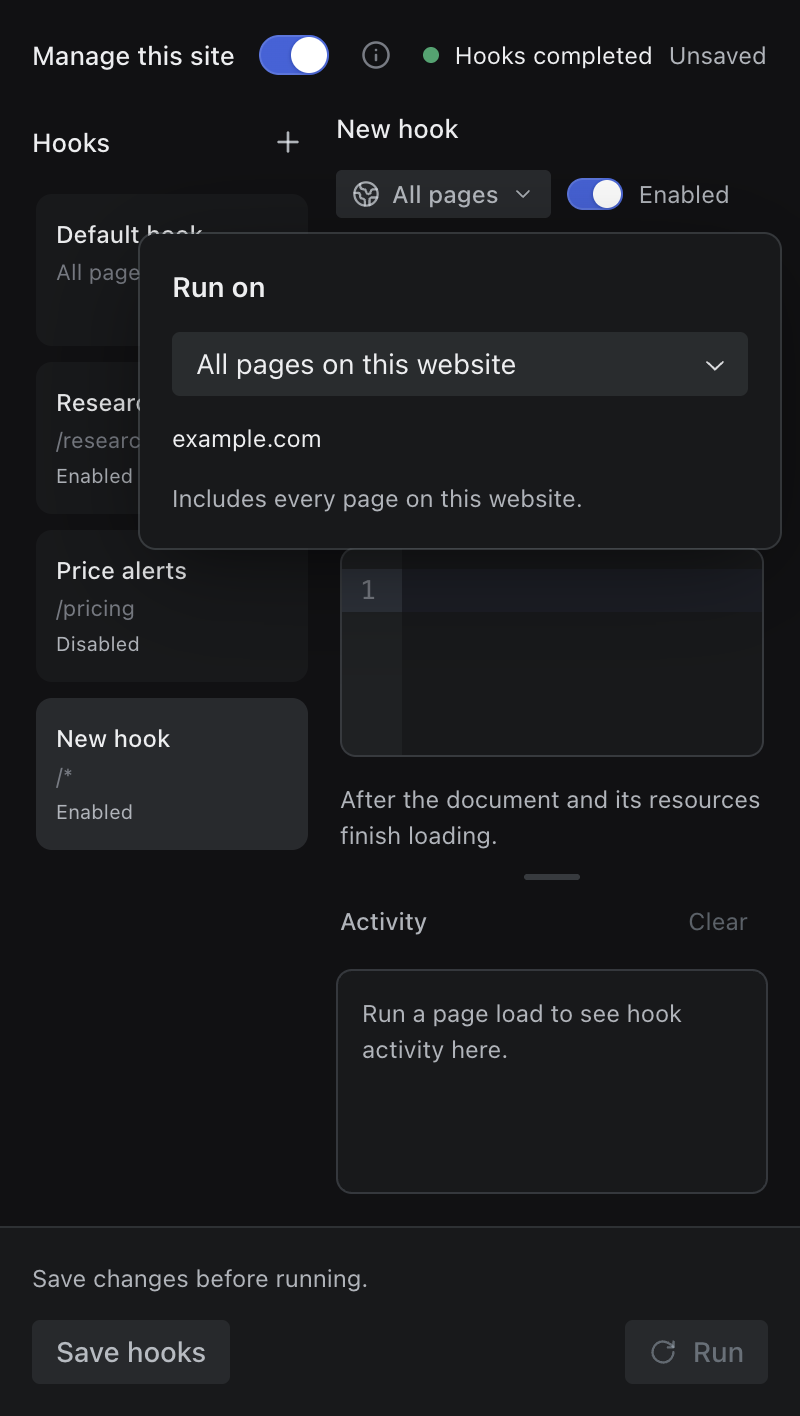 Manage this site
Hooks completed
Unsaved
Hooks
New hook
All pages
Enabled
Default hook
All page
Run on
All pages on this website
example.com
Includes every page on this website.
Researc
/researc
Enabled
Price alerts
/pricing
Disabled
New hook
/*
Enabled
1
After the document and its resources
finish loading.
Activity
Clear
Run a page load to see hook
activity here.
Save changes before running.
Save hooks
Run